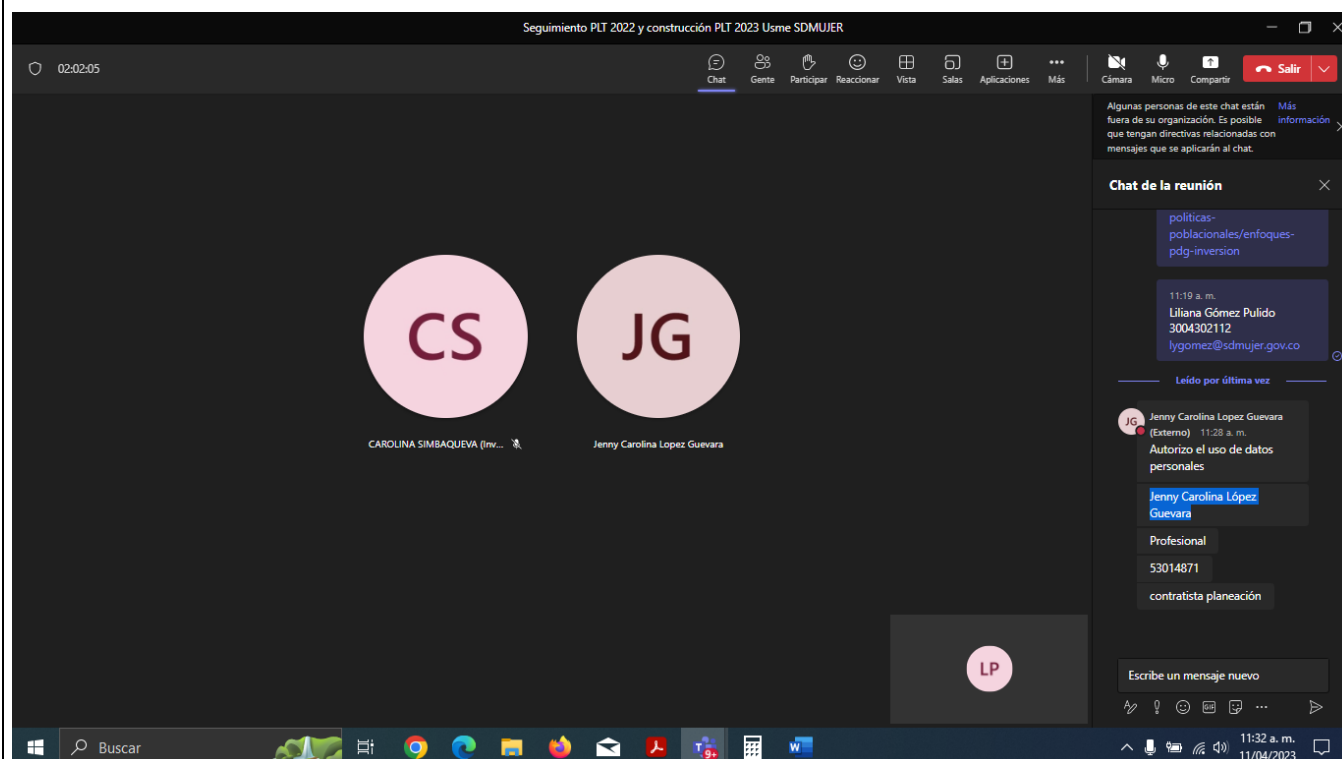 Seguimiento PLT 2022 y construcción PLT 2023 Usme SDMUJER
02:02:05
Chat
Gente
Participar
Reaccionar
Vista
Salas
Aplicaciones
Más
Cámara
Micro
Compartir
Salir
Algunas personas de este chat están
fuera de su organización. Es posible
que tengan directivas relacionadas con
mensajes que se aplicarán al chat.
Más
información
Chat de la reunión
politicas-
poblacionales/enfoques-
pdg-inversion
11:19 a. m.
Liliana Gómez Pulido
3004302112
lygomez@sdmujer.gov.co
Leído por última vez
JG
Jenny Carolina Lopez Guevara
(Externo) 11:28 a. m.
Autorizo el uso de datos
personales
Jenny Carolina López
Guevara
Profesional
53014871
contratista planeación
CS
JG
CAROLINA SIMBAQUEVA (Inv...
Jenny Carolina Lopez Guevara
LP
Escribe un mensaje nuevo
GIF
Buscar
T
9+
W
11:32 a. m.
11/04/2023